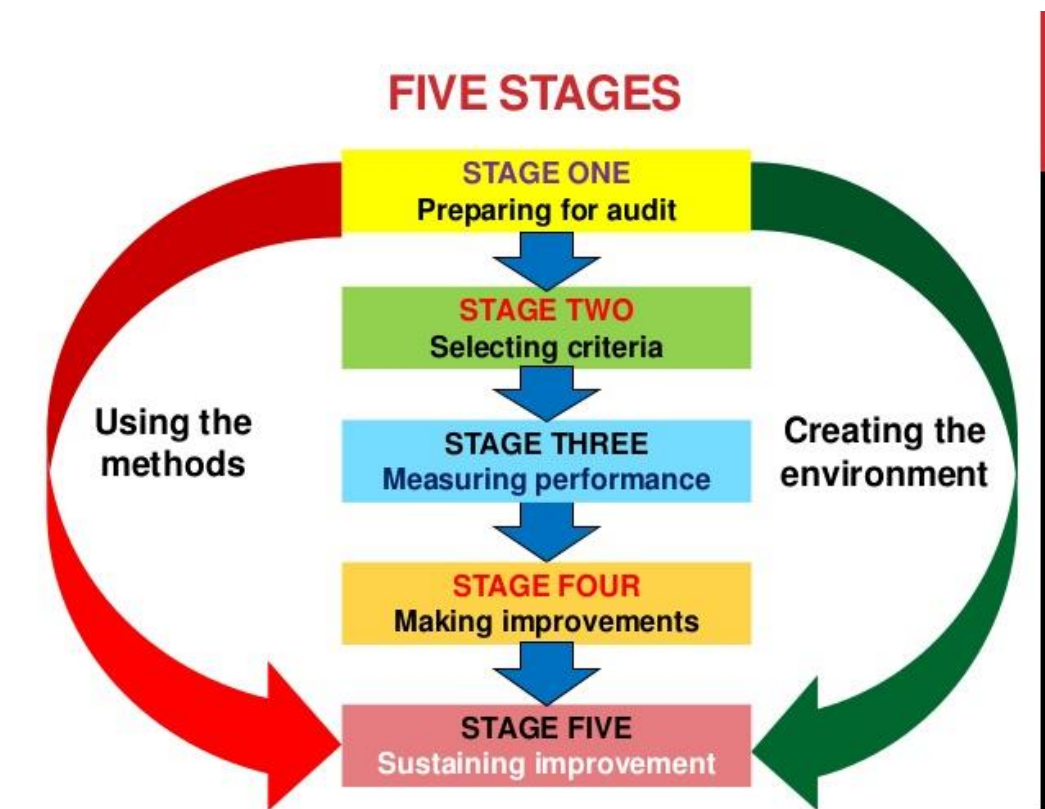 FIVE STAGES
STAGE ONE
Preparing for audit
STAGE TWO
Selecting criteria
Using the
methods
STAGE THREE
Measuring performance
Creating the
environment
STAGE FOUR
Making improvements
STAGE FIVE
Sustaining improvement